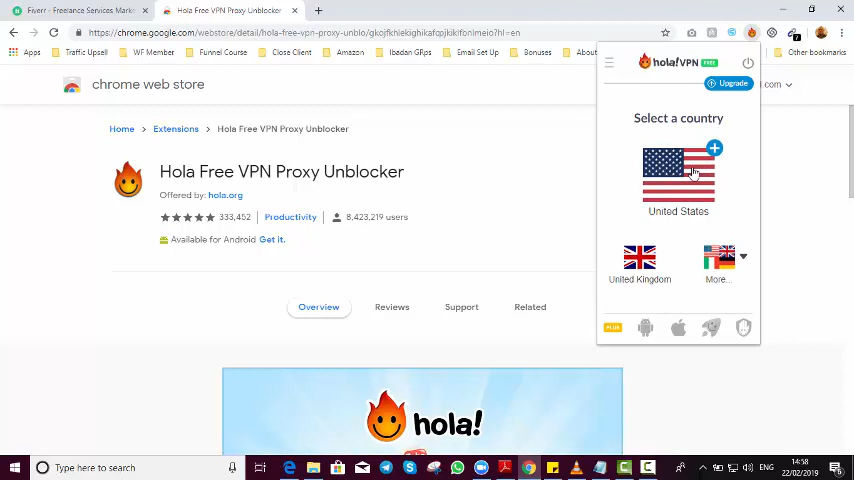 Fiverr - Freelance Services Mark
Hola Free VPN Proxy Unblocker
https://chrome.google.com/webstore/detail/hola-free-vpn-proxy-unblo/gkojfkhlekighikafcpjkiklfbnlmeio?hl=en
Apps
Traffic Upsell
WF Member
Funnel Course
Close Client
Amazon
Ibadan GRPs
Email Setup
Bonuses
Abou
Other bookmarks
chrome web store
.com
hola!VPN FREE
Upgrade
Select a country
United States
United Kingdom
More...
PLUS
Home
Extensions
Hola Free VPN Proxy Unblocker
Hola Free VPN Proxy Unblocker
Offered by: hola.org
333,452
Productivity
8,423,219 users
Available for Android Get it.
Overview
Reviews
Support
Related
hola!
Type here to search
ENG
14:58
22/02/2019